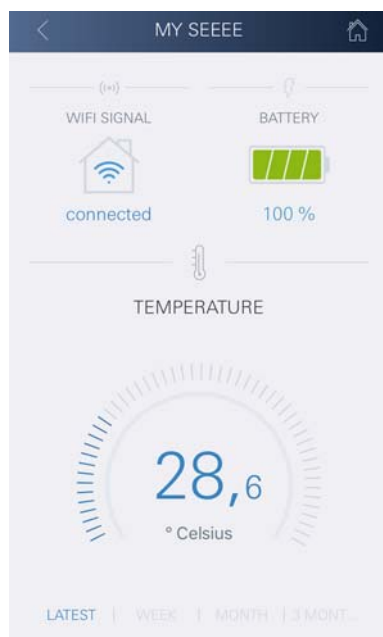 MY SEEEE
WIFI SIGNAL
BATTERY
connected
100 %
TEMPERATURE
28,6
° Celsius
LATEST | WEEK | MONTH | 3 MONT...